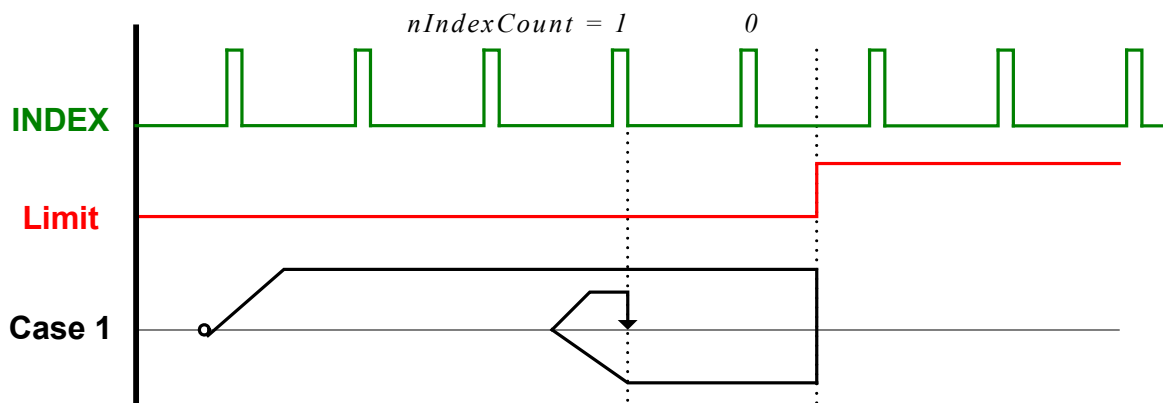 nIndexCount = 1 0
INDEX
Limit
Case 1